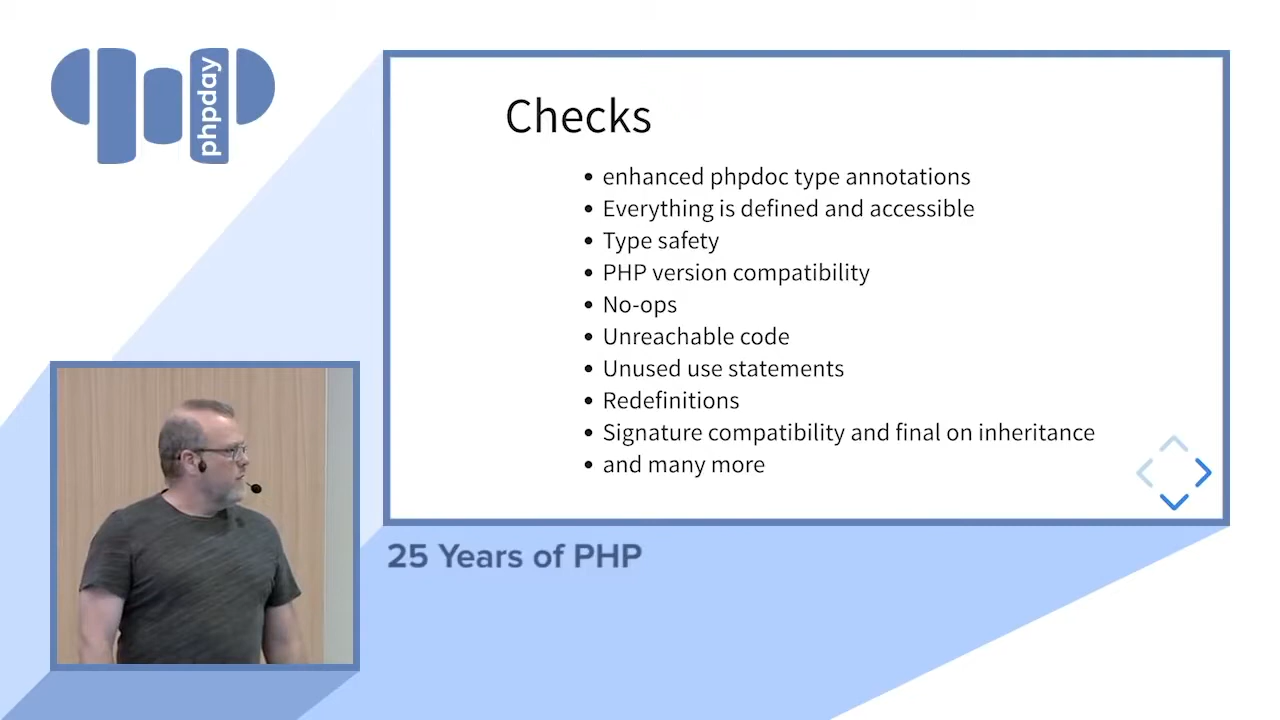 phpday
Checks
• enhanced phpdoc type annotations
• Everything is defined and accessible
• Type safety
• PHP version compatibility
• No-ops
• Unreachable code
• Unused use statements
• Redefinitions
• Signature compatibility and final on inheritance
• and many more
25 Years of PHP